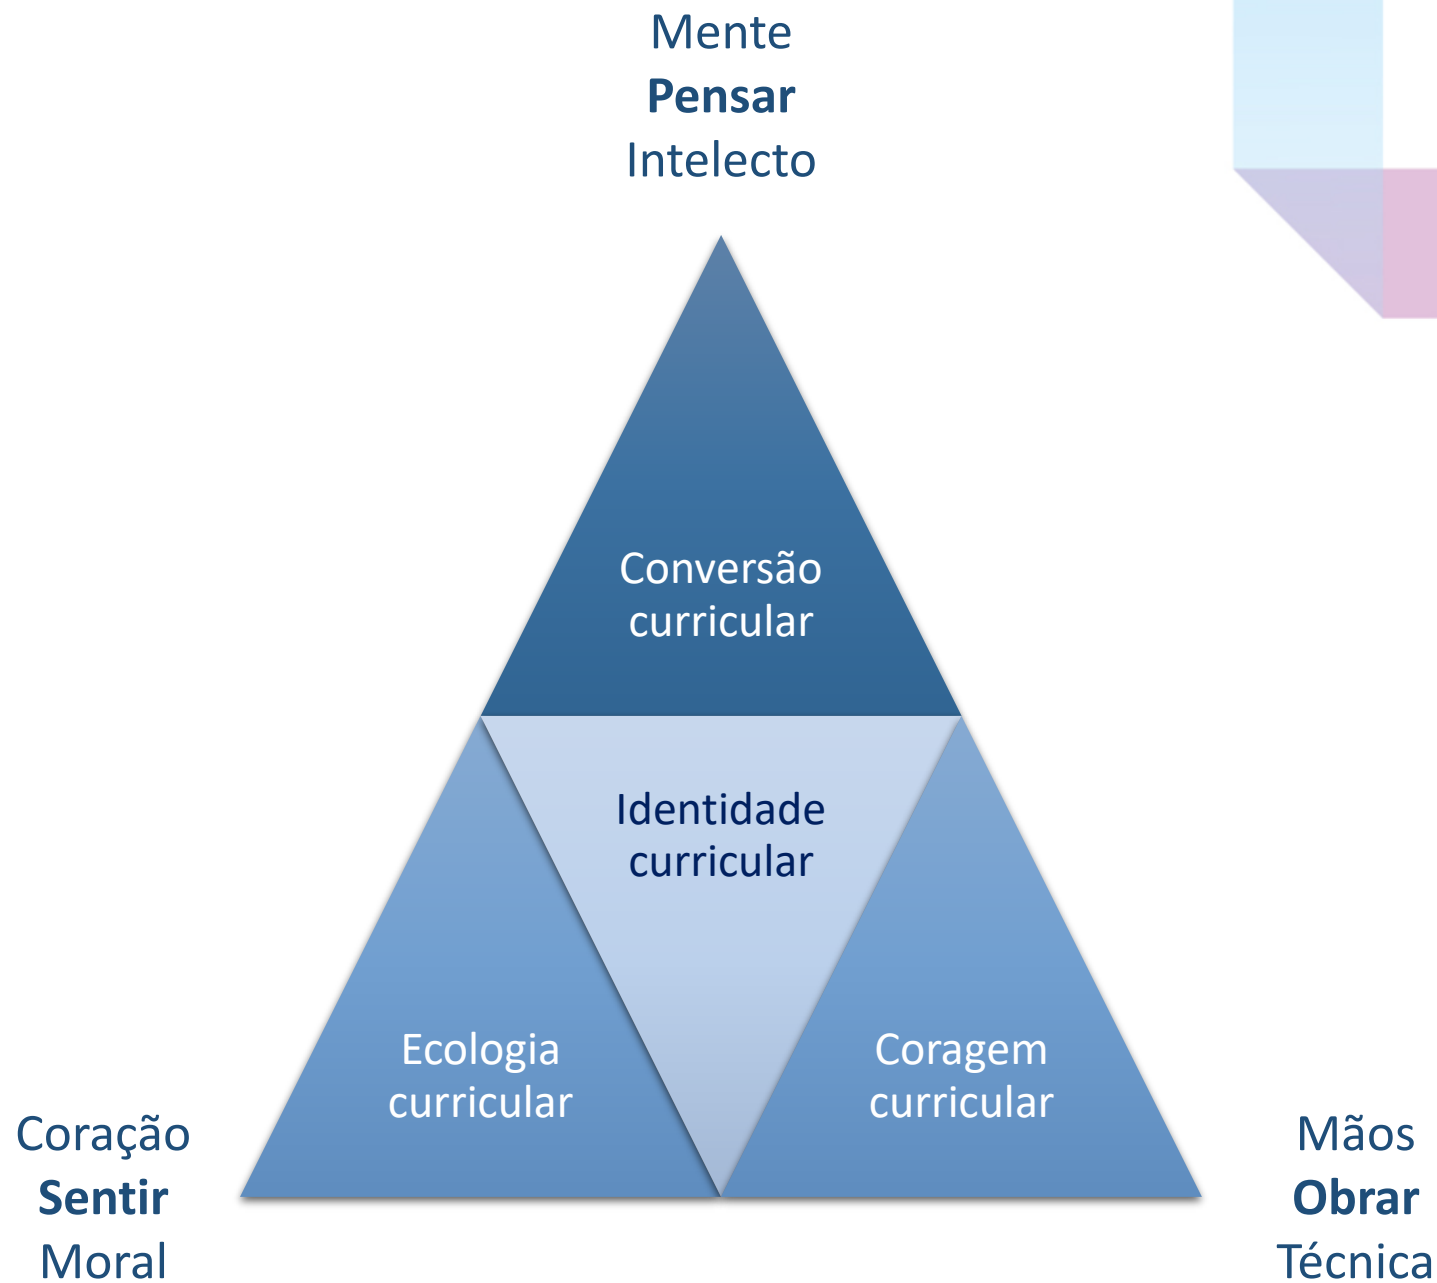 Mente
Pensar
Intelecto
Conversão
curricular
Identidade
curricular
Ecologia
curricular
Coragem
curricular
Coração
Sentir
Moral
Mãos
Obrar
Técnica